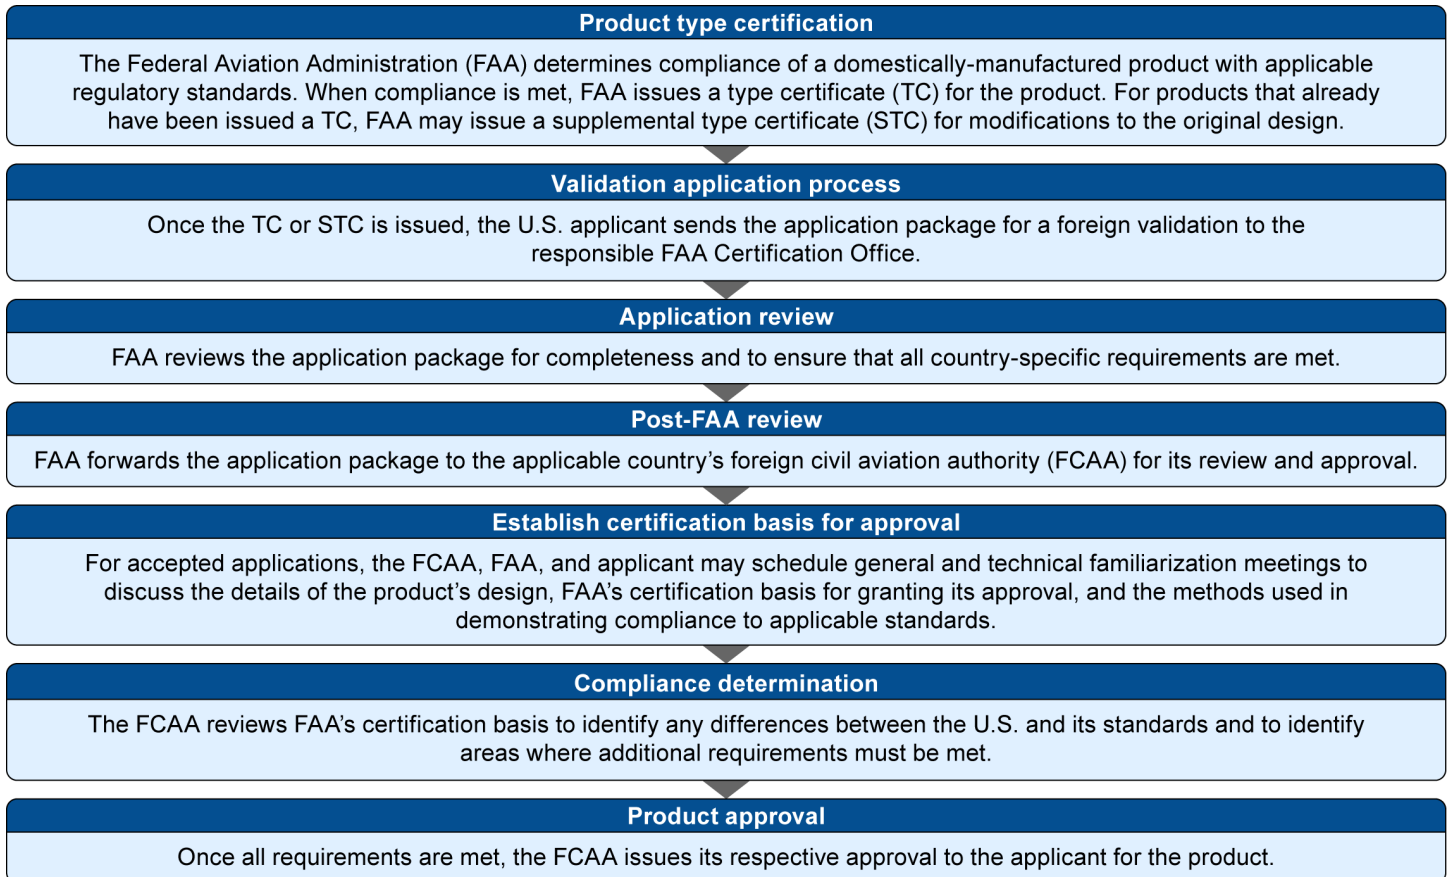 Product type certification
The Federal Aviation Administration (FAA) determines compliance of a domestically-manufactured product with applicable
regulatory standards. When compliance is met, FAA issues a type certificate (TC) for the product. For products that already
have been issued a TC, FAA may issue a supplemental type certificate (STC) for modifications to the original design.
Validation application process
Once the TC or STC is issued, the U.S. applicant sends the application package for a foreign validation to the
responsible FAA Certification Office.
Application review
FAA reviews the application package for completeness and to ensure that all country-specific requirements are met.
Post-FAA review
FAA forwards the application package to the applicable country’s foreign civil aviation authority (FCAA) for its review and approval.
Establish certification basis for approval
For accepted applications, the FCAA, FAA, and applicant may schedule general and technical familiarization meetings to
discuss the details of the product’s design, FAA’s certification basis for granting its approval, and the methods used in
demonstrating compliance to applicable standards.
Compliance determination
The FCAA reviews FAA’s certification basis to identify any differences between the U.S. and its standards and to identify
areas where additional requirements must be met.
Product approval
Once all requirements are met, the FCAA issues its respective approval to the applicant for the product.